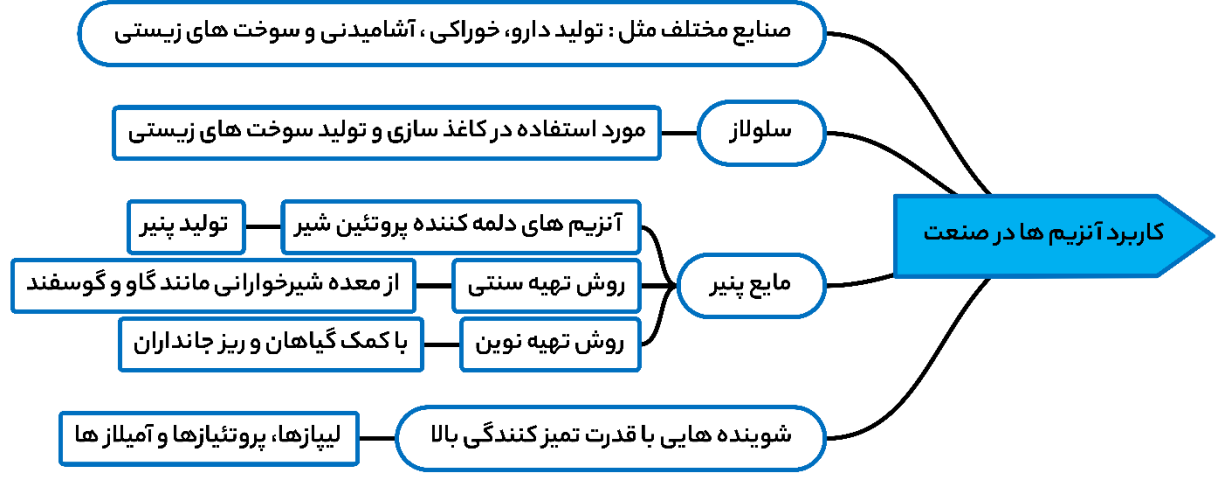 کاربرد آنزیم ها در صنعت
صنایع مختلف مثل : تولید دارو، خوراکی ، آشامیدنی و سوخت های زیستی
سلولاز
مورد استفاده در کاغذ سازی و تولید سوخت های زیستی
مایع پنیر
آنزیم های دلمه کننده پروتئین شیر
تولید پنیر
روش تهیه سنتی
از معده شیرخوارانی مانند گاو و گوسفند
روش تهیه نوین
با کمک گیاهان و ریز جانداران
شوینده هایی با قدرت تمیز کنندگی بالا
لیپازها، پروتئیازها و آمیلاز ها